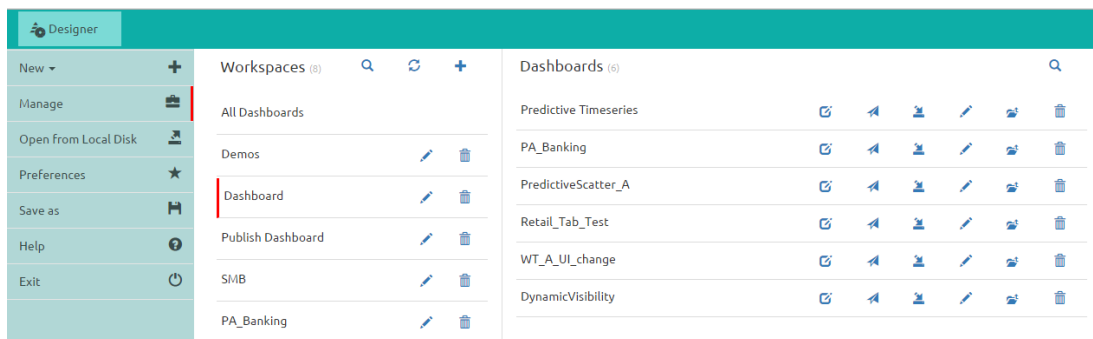 Designer
New
Manage
Open from Local Disk
Preferences
Save as
Help
Exit
Workspaces (8)
All Dashboards
Demos
Dashboard
Publish Dashboard
SMB
PA_Banking
Dashboards (6)
Predictive Timeseries
PA_Banking
PredictiveScatter_A
Retail_Tab_Test
WT_A_UI_change
DynamicVisibility